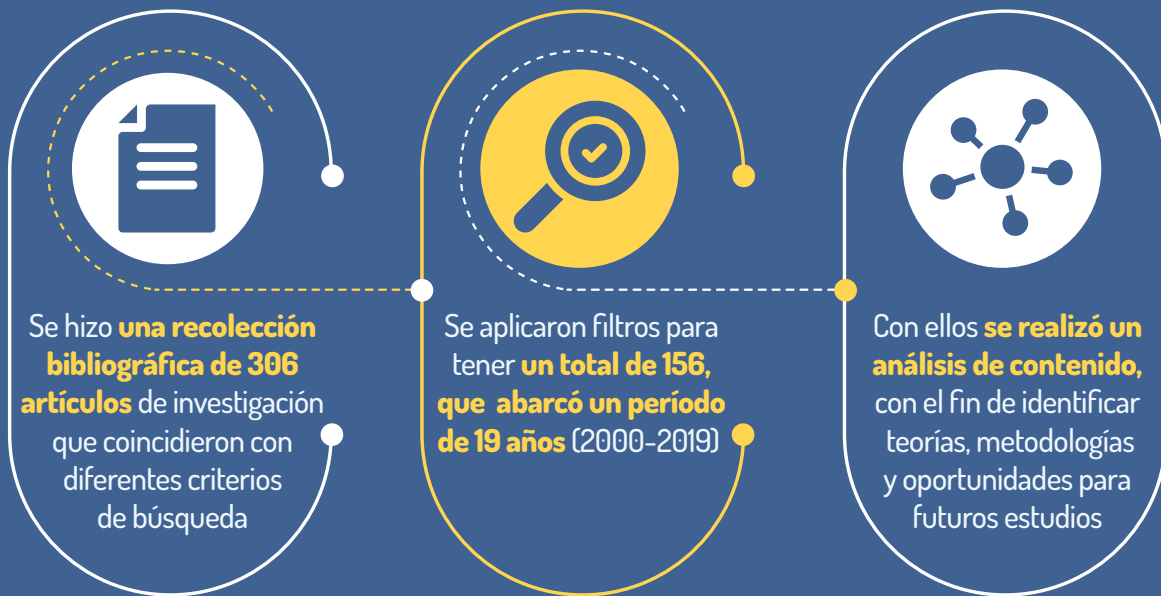 Se hizo una recolección
bibliográfica de 306
artículos de investigación
que coincidieron con
diferentes criterios
de búsqueda
Se aplicaron filtros para
tener un total de 156,
que abarcó un período
de 19 años (2000-2019)
Con ellos se realizó un
análisis de contenido,
con el fin de identificar
teorías, metodologías
y oportunidades para
futuros estudios